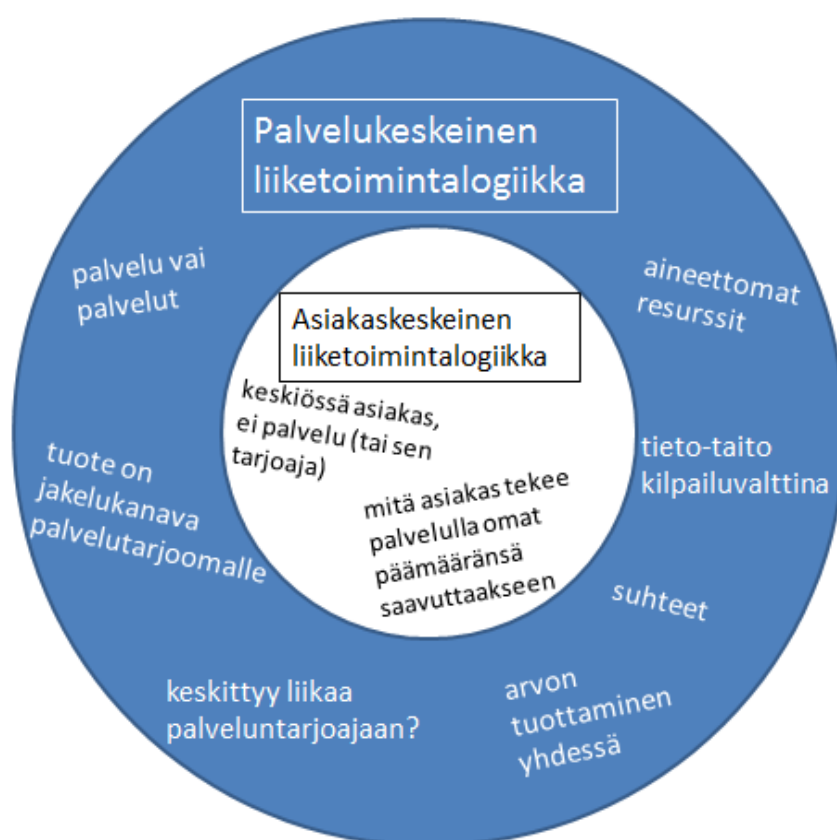 Palvelukeskeinen
liiketoimintalogiikka
palvelu vai
palvelut
aineettomat
resurssit
Asiakaskeskeinen
liiketoimintalogiikka
keskiössä asiakas,
ei palvelu (tai sen
tarjoaja)
tieto-taito
kilpailuvalttina
tuote on
jakelukanava
palvelutarjoomalle
mitä asiakas tekee
palvelulla omat
päämääränsä
saavuttaakseen
suhteet
keskittyy liikaa
palveluntarjoajaan?
arvon
tuottaminen
yhdessä